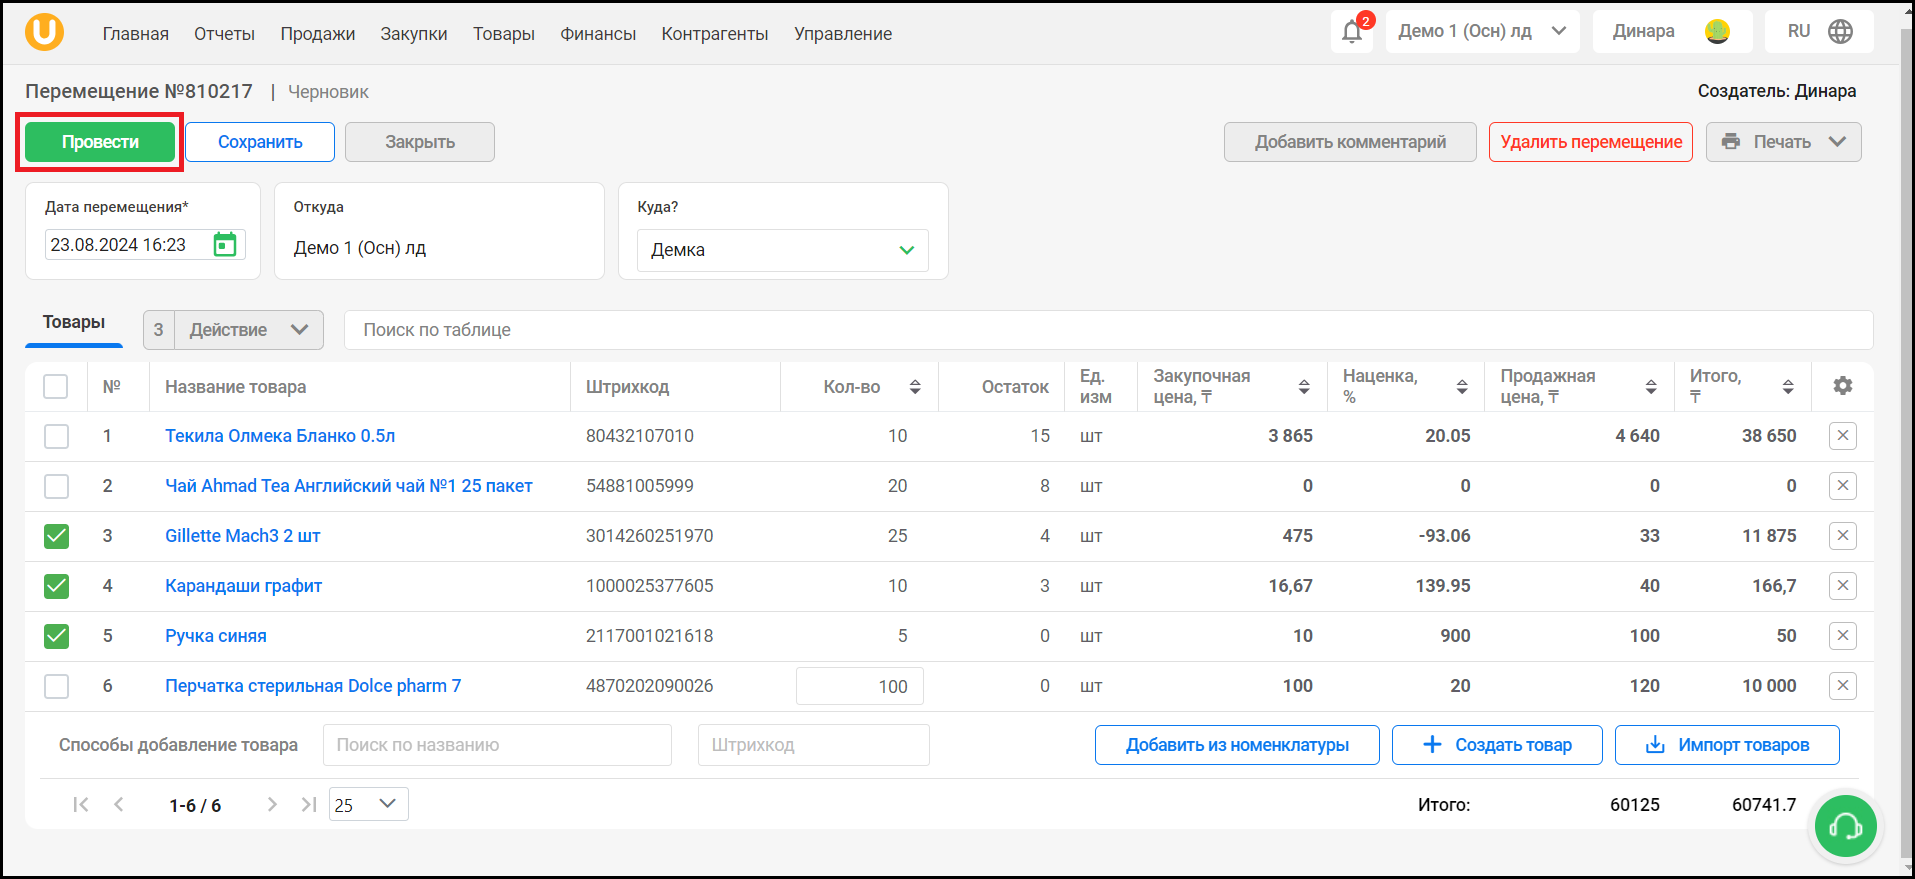 U
Главная Отчеты Продажи Закупки Товары Финансы Контрагенты Управление 2 Демо 1 (Осн) лд Динара RU
Перемещение №810217 | Черновик Создатель: Динара
Провести Сохранить Закрыть Добавить комментарий Удалить перемещение Печать
Дата перемещения* Откуда Куда?
23.08.2024 16:23 Демо 1 (Осн) лд Демка
Товары 3 Действие Поиск по таблице
№ Название товара Штрихкод Кол-во Остаток Ед. изм Закупочная цена, ₸ Наценка, % Продажная цена, ₸ Итого, ₸
1 Текила Олмека Бланко 0.5л 80432107010 10 15 шт 3 865 20.05 4 640 38 650
2 Чай Ahmad Tea Английский чай №1 25 пакет 54881005999 20 8 шт 0 0 0 0
3 Gillette Mach3 2 шт 3014260251970 25 4 шт 475 -93.06 33 11 875
4 Карандаши графит 1000025377605 10 3 шт 16,67 139.95 40 166,7
5 Ручка синяя 2117001021618 5 0 шт 10 900 100 50
6 Перчатка стерильная Dolce pharm 7 4870202090026 100 0 шт 100 20 120 10 000
Способы добавление товара Поиск по названию Штрихкод Добавить из номенклатуры Создать товар Импорт товаров
1-6 / 6 25 Итого: 60125 60741.7